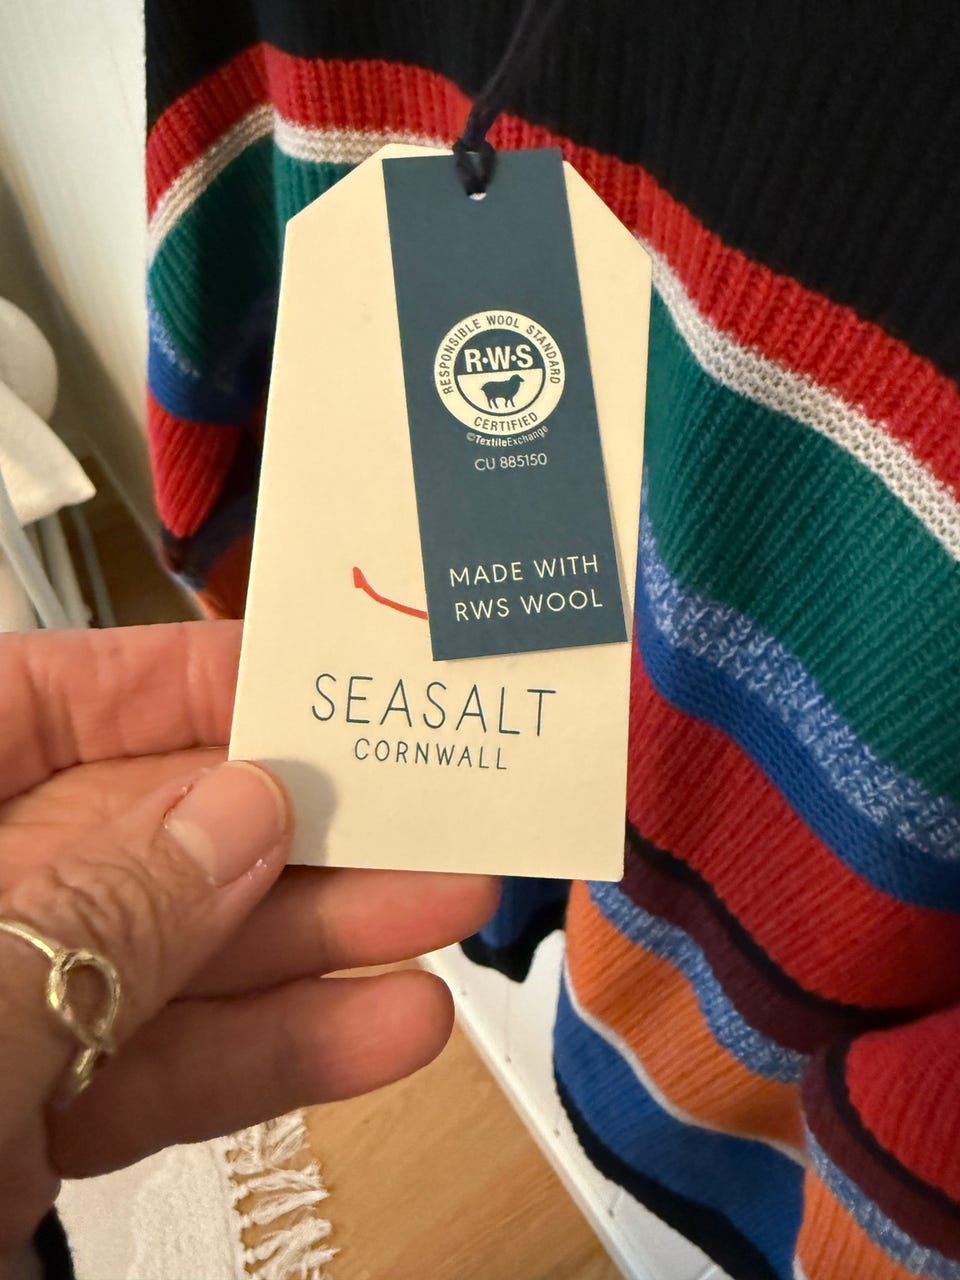 RESPONSIBLE WOOL STANDARD
R·W·S
CERTIFIED
©TextileExchange
CU 885150
MADE WITH
RWS WOOL
SEASALT
CORNWALL